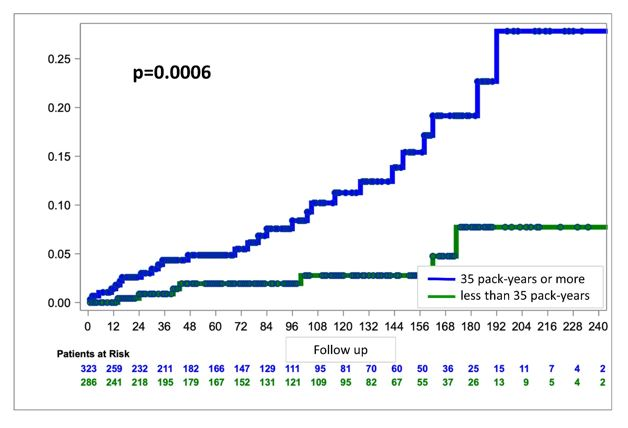 0.25
p=0.0006
0.20
0.15
0.10
0.05
0.00
35 pack-years or more
less than 35 pack-years
0 12 24 36 48 60 72 84 96 108 120 132 144 156 168 180 192 204 216 228 240
Follow up
Patients at Risk
323 259 232 211 182 166 147 129 111 95 81 70 60 50 36 25 15 11 7 4 2
286 241 218 195 179 167 152 131 121 109 95 82 67 55 37 26 13 9 5 4 2